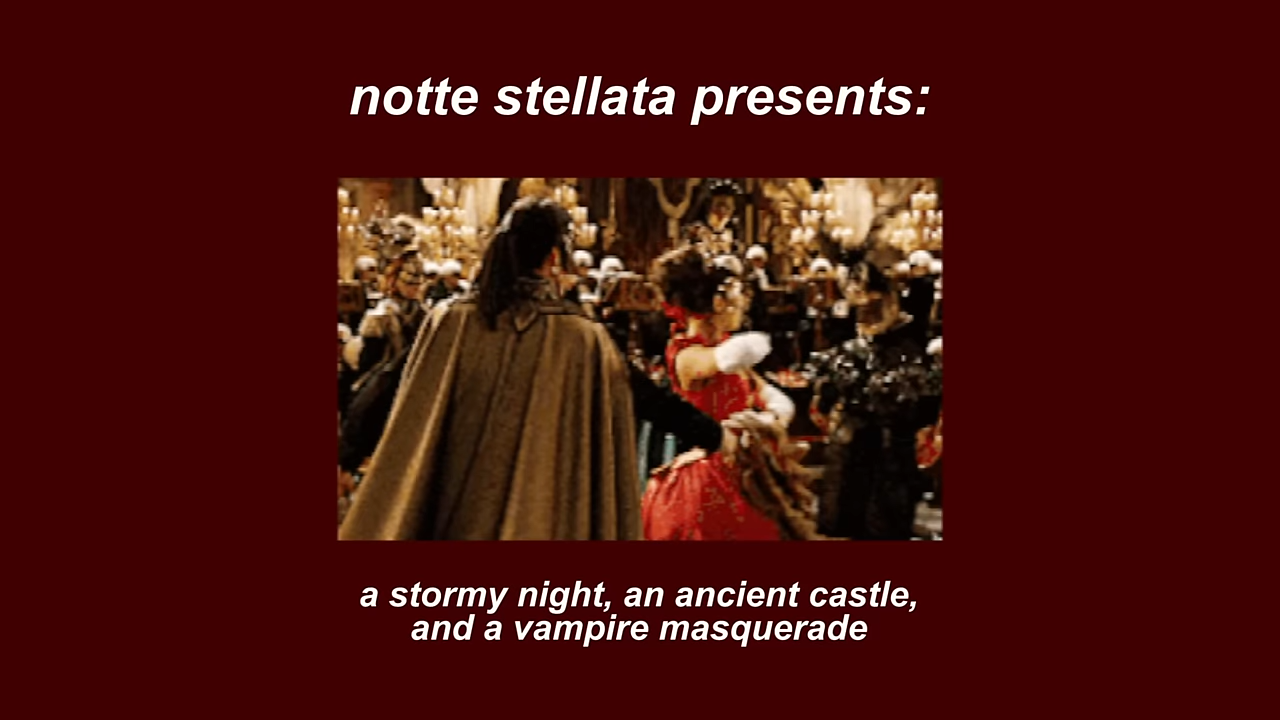 notte stellata presents:
a stormy night, an ancient castle,
and a vampire masquerade